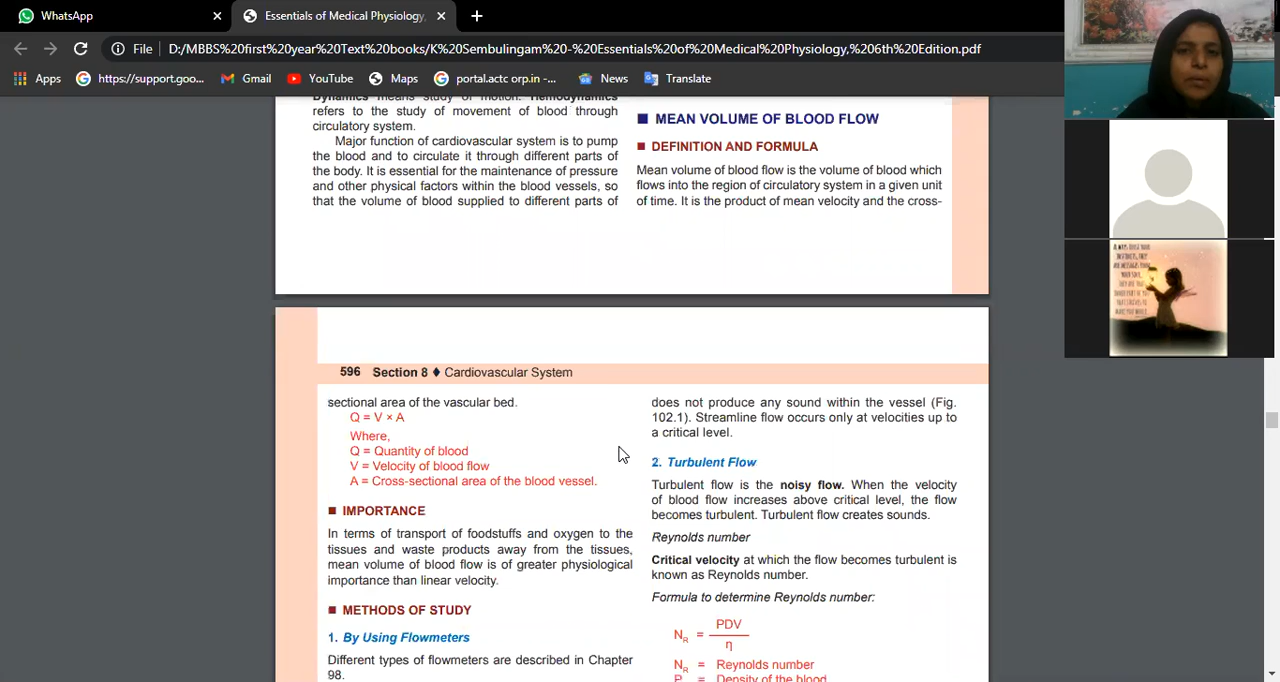 WhatsApp
Essentials of Medical Physiology,
File
D:/MBBS%20first%20year%20Text%20books/K%20Sembulingam%20-%20Essentials%20of%20Medical%20Physiology,%206th%20Edition.pdf
Apps
https://support.goo...
Gmail
YouTube
Maps
portal.actc orp.in -...
News
Translate
Dynamics means study of motion. Hemodynamics
refers to the study of movement of blood through
circulatory system.
Major function of cardiovascular system is to pump
the blood and to circulate it through different parts of
the body. It is essential for the maintenance of pressure
and other physical factors within the blood vessels, so
that the volume of blood supplied to different parts of
■ MEAN VOLUME OF BLOOD FLOW
■ DEFINITION AND FORMULA
Mean volume of blood flow is the volume of blood which
flows into the region of circulatory system in a given unit
of time. It is the product of mean velocity and the cross-
596 Section 8 ♦ Cardiovascular System
sectional area of the vascular bed.
Q = V × A
Where,
Q = Quantity of blood
V = Velocity of blood flow
A = Cross-sectional area of the blood vessel.
■ IMPORTANCE
In terms of transport of foodstuffs and oxygen to the
tissues and waste products away from the tissues,
mean volume of blood flow is of greater physiological
importance than linear velocity.
■ METHODS OF STUDY
1. By Using Flowmeters
Different types of flowmeters are described in Chapter
98.
does not produce any sound within the vessel (Fig.
102.1). Streamline flow occurs only at velocities up to
a critical level.
2. Turbulent Flow
Turbulent flow is the noisy flow. When the velocity
of blood flow increases above critical level, the flow
becomes turbulent. Turbulent flow creates sounds.
Reynolds number
Critical velocity at which the flow becomes turbulent is
known as Reynolds number.
Formula to determine Reynolds number:
PDV
NR =
η
NR = Reynolds number
P = Density of the blood